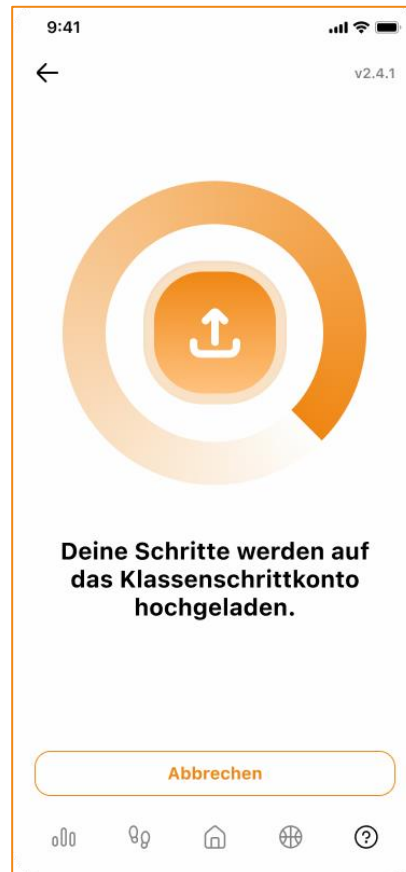 9:41
v2.4.1
Deine Schritte werden auf
das Klassenschrittkonto
hochgeladen.
Abbrechen
?